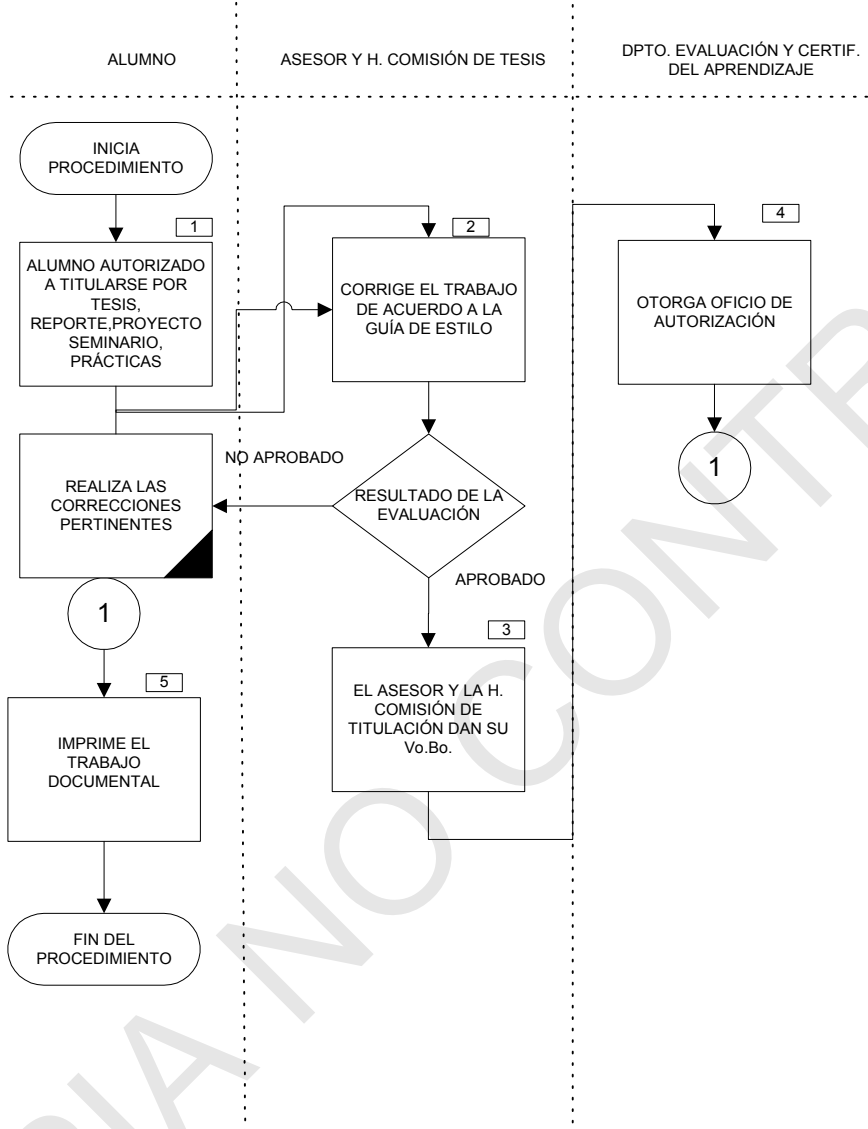 ALUMNO
ASESOR Y H. COMISIÓN DE TESIS
DPTO. EVALUACIÓN Y CERTIF.
DEL APRENDIZAJE
INICIA
PROCEDIMIENTO
1
ALUMNO AUTORIZADO
A TITULARSE POR
TESIS,
REPORTE,PROYECTO
SEMINARIO,
PRÁCTICAS
2
CORRIGE EL TRABAJO
DE ACUERDO A LA
GUÍA DE ESTILO
4
OTORGA OFICIO DE
AUTORIZACIÓN
1
NO APROBADO
REALIZA LAS
CORRECCIONES
PERTINENTES
RESULTADO DE LA
EVALUACIÓN
APROBADO
1
3
EL ASESOR Y LA H.
COMISIÓN DE
TITULACIÓN DAN SU
Vo.Bo.
5
IMPRIME EL
TRABAJO
DOCUMENTAL
FIN DEL
PROCEDIMIENTO